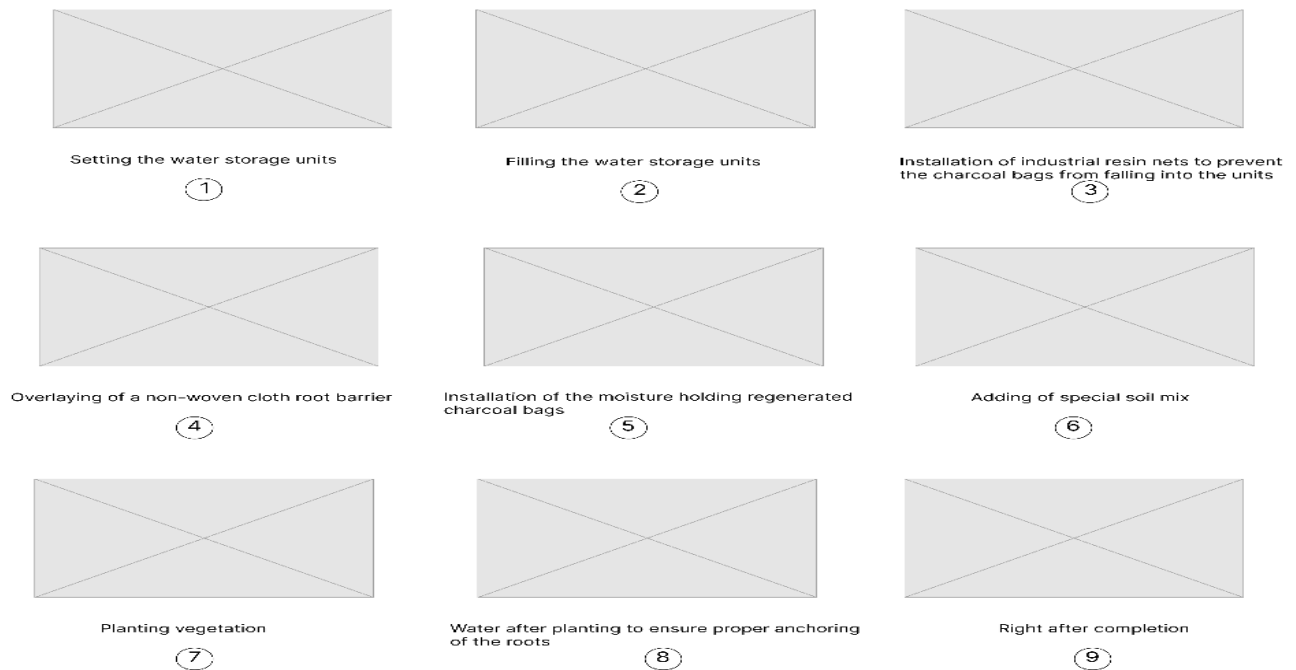 Setting the water storage units
1
Filling the water storage units
2
Installation of industrial resin nets to prevent
the charcoal bags from falling into the units
3
Overlaying of a non-woven cloth root barrier
4
Installation of the moisture holding regenerated
charcoal bags
5
Adding of special soil mix
6
Planting vegetation
7
Water after planting to ensure proper anchoring
of the roots
8
Right after completion
9